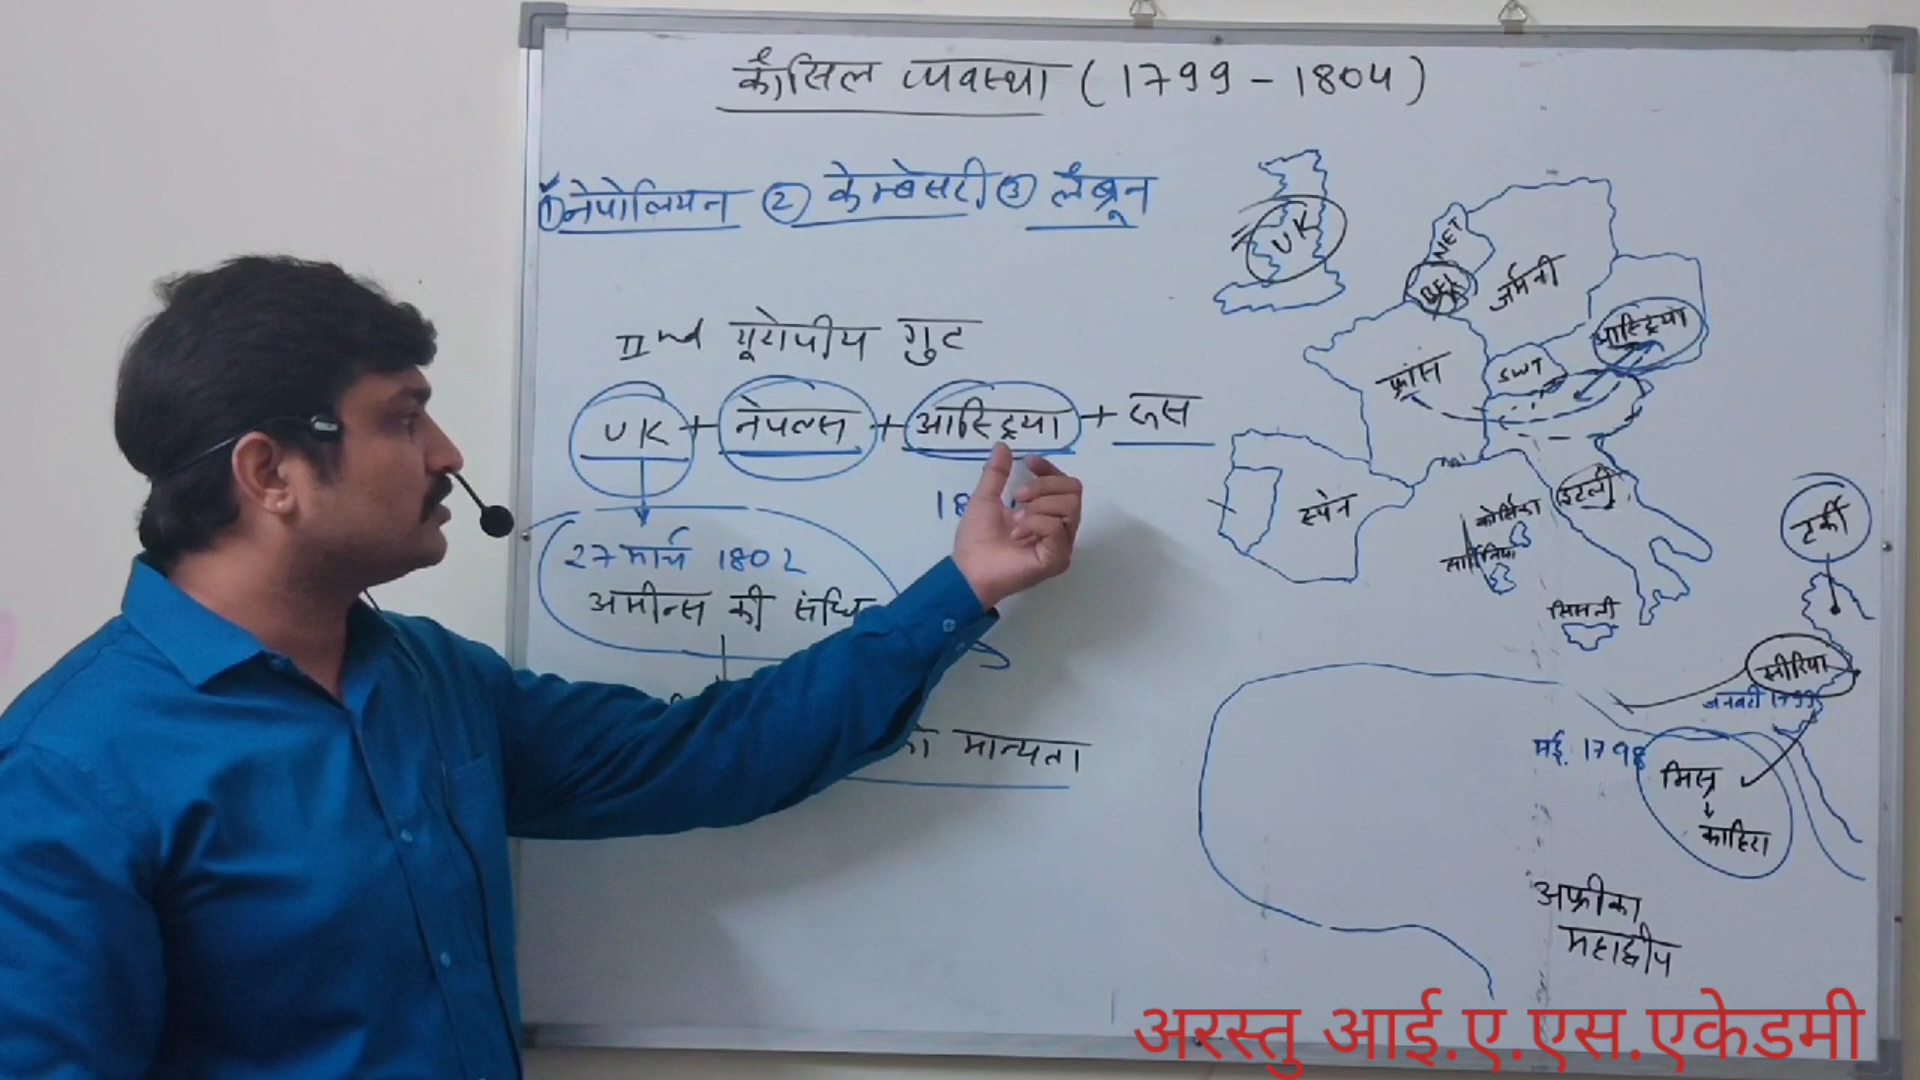 कौंसिल व्यवस्था (1799 - 1804)
① नेपोलियन ② केम्बेसरी ③ लैब्रून
IInd यूरोपीय गुट
UK + नेपल्स + आस्ट्रिया + रूस
27 मार्च 1802
अमीन्स की संधि
मान्यता
UK
NET
BEL
जर्मनी
आस्ट्रिया
फ्रांस
SWT
स्पेन
कोर्सिका
सार्डिनिया
इटली
सिसली
टर्की
सीरिया
जनवरी 1799
मई. 1798
मिस्र
↓
काहिरा
अफ्रीका
महाद्वीप
अरस्तु आई.ए.एस.एकेडमी